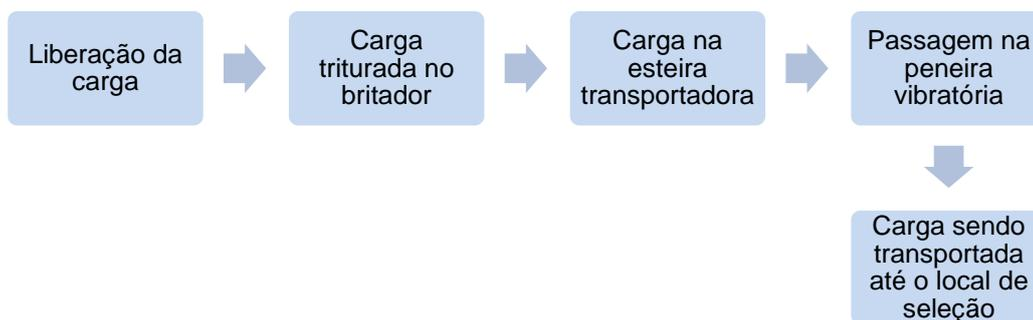 Liberação da
carga
Carga
triturada no
britador
Carga na
esteira
transportadora
Passagem na
peneira
vibratória
Carga sendo
transportada
até o local de
seleção